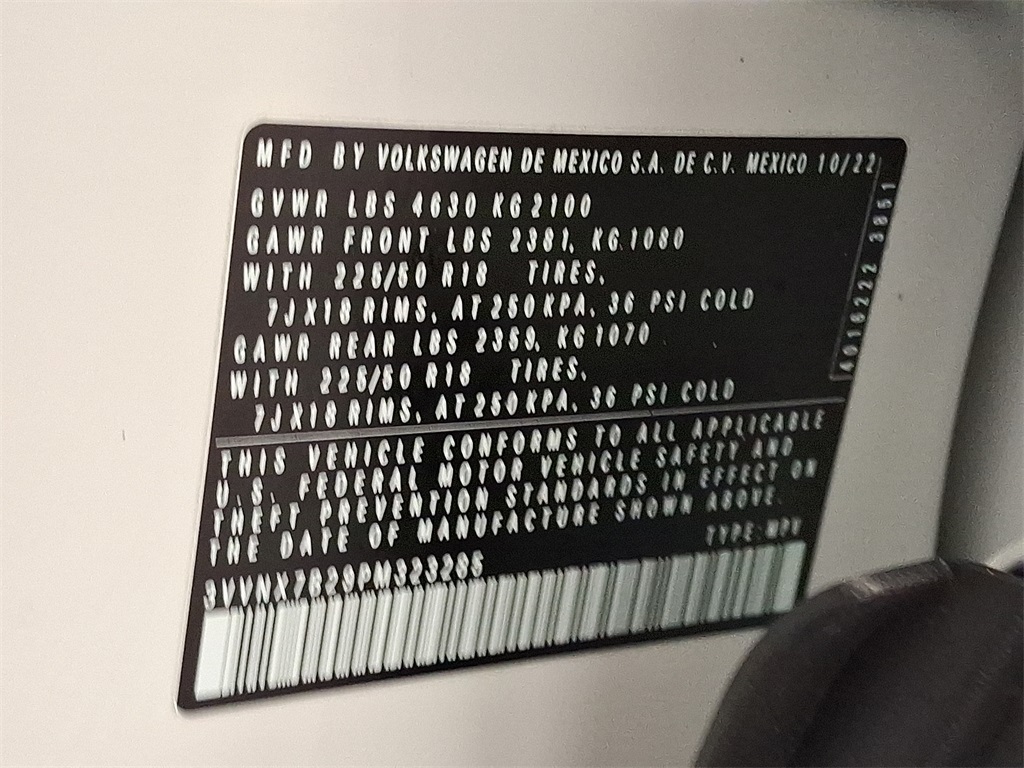 MFD BY VOLKSWAGEN DE MEXICO S.A. DE C.V. MEXICO 10/22
GVWR LBS 4630 KG 2100
GAWR FRONT LBS 2381, KG 1080
WITH 225/50 R18 TIRES,
7JX18 RIMS, AT 250 KPA, 36 PSI COLD
GAWR REAR LBS 2359, KG 1070
WITH 225/50 R18 TIRES,
7JX18 RIMS, AT 250 KPA, 36 PSI COLD
THIS VEHICLE CONFORMS TO ALL APPLICABLE
U.S. FEDERAL MOTOR VEHICLE SAFETY AND
THEFT PREVENTION STANDARDS IN EFFECT ON
THE DATE OF MANUFACTURE SHOWN ABOVE.
TYPE: MPV
3VVNX7B29PM323285